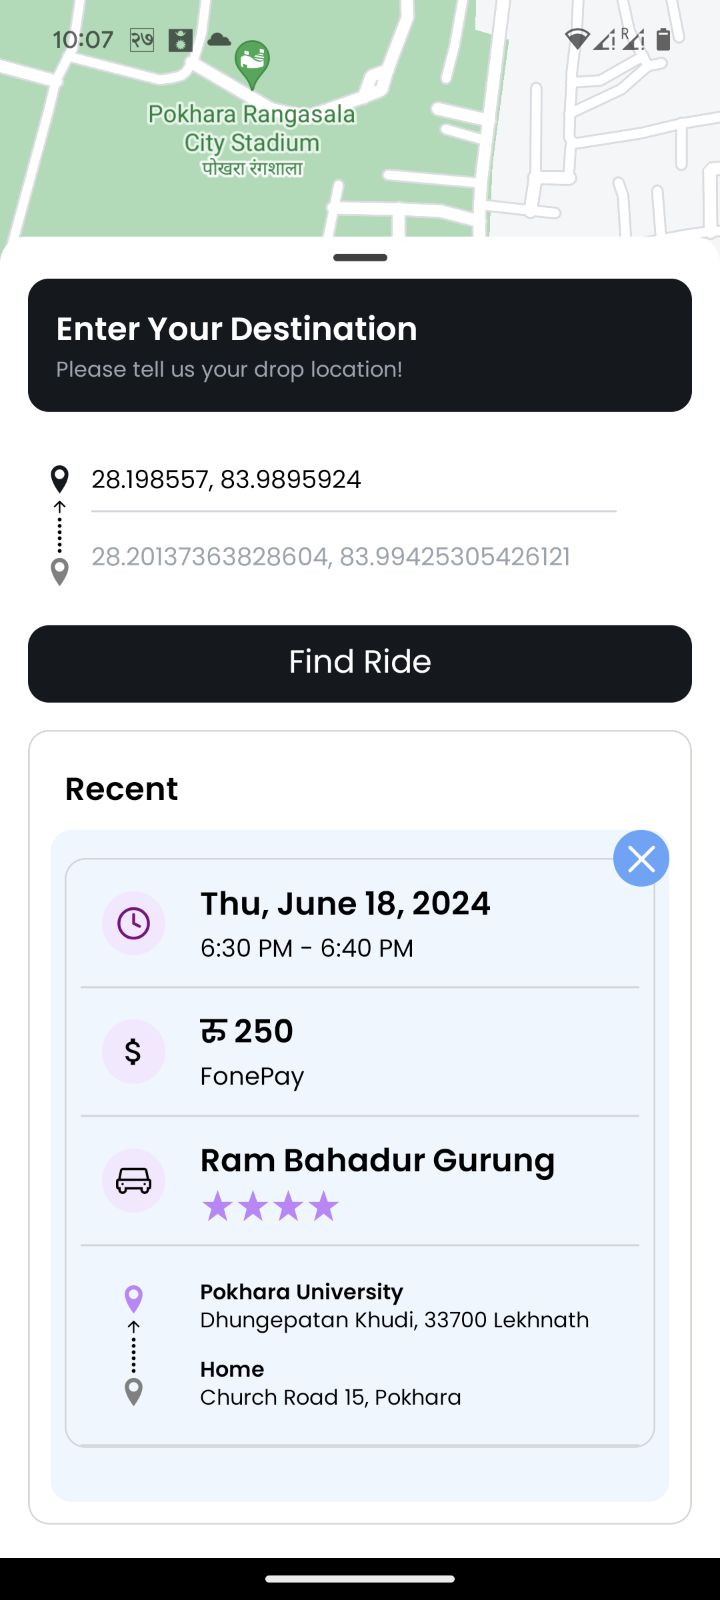 10:07 २७
R
Pokhara Rangasala
City Stadium
पोखरा रंगशाला
Enter Your Destination
Please tell us your drop location!
28.198557, 83.9895924
28.20137363828604, 83.99425305426121
Find Ride
Recent
Thu, June 18, 2024
6:30 PM - 6:40 PM
$
रु 250
FonePay
Ram Bahadur Gurung
Pokhara University
Dhungepatan Khudi, 33700 Lekhnath
Home
Church Road 15, Pokhara